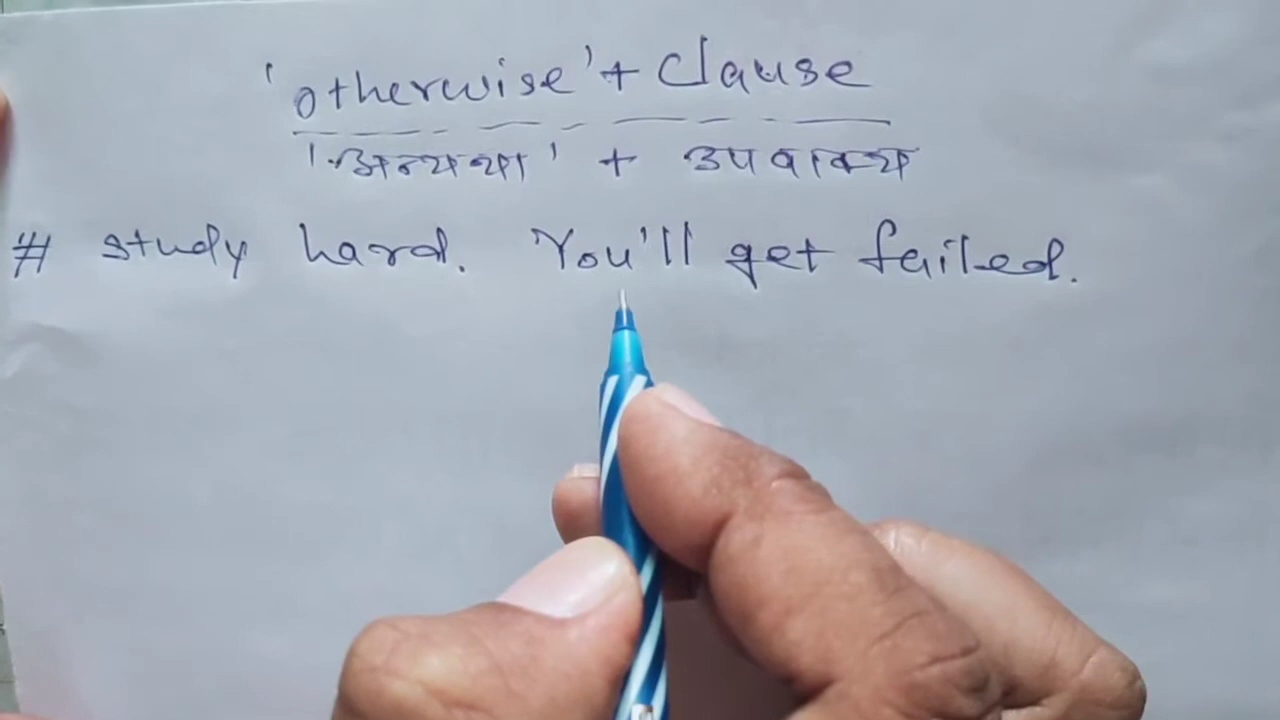 'otherwise' + Clause
'अन्यथा' + उपवाक्य
# study hard. You'll get failed.